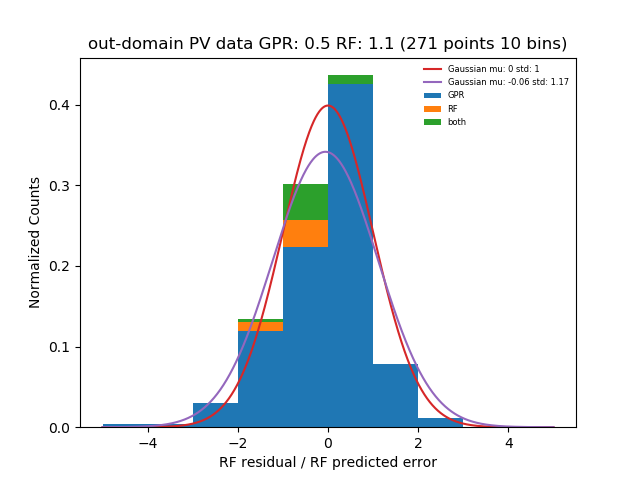 out-domain PV data GPR: 0.5 RF: 1.1 (271 points 10 bins)
Gaussian mu: 0 std: 1
Gaussian mu: -0.06 std: 1.17
GPR
RF
both
Normalized Counts
0.4
0.3
0.2
0.1
0.0
−4 −2 0 2 4
RF residual / RF predicted error